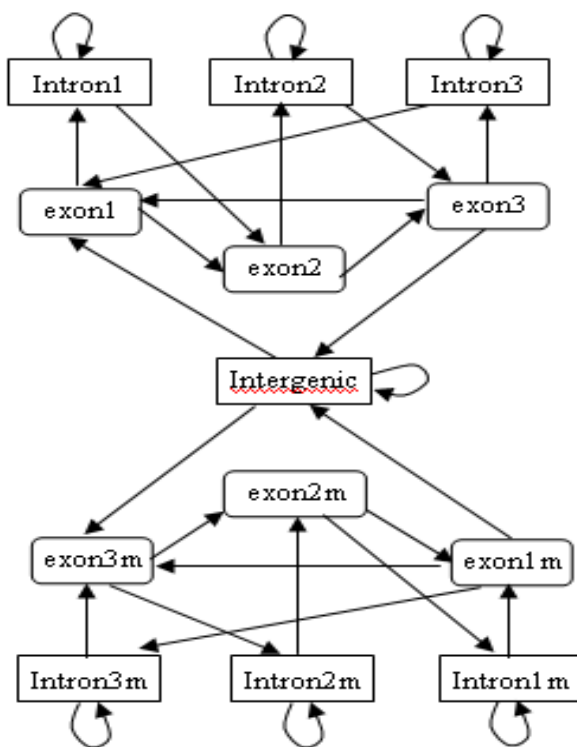 Intron1
Intron2
Intron3
exon1
exon3
exon2
Intergenic
exon2m
exon3m
exon1m
Intron3m
Intron2m
Intron1m